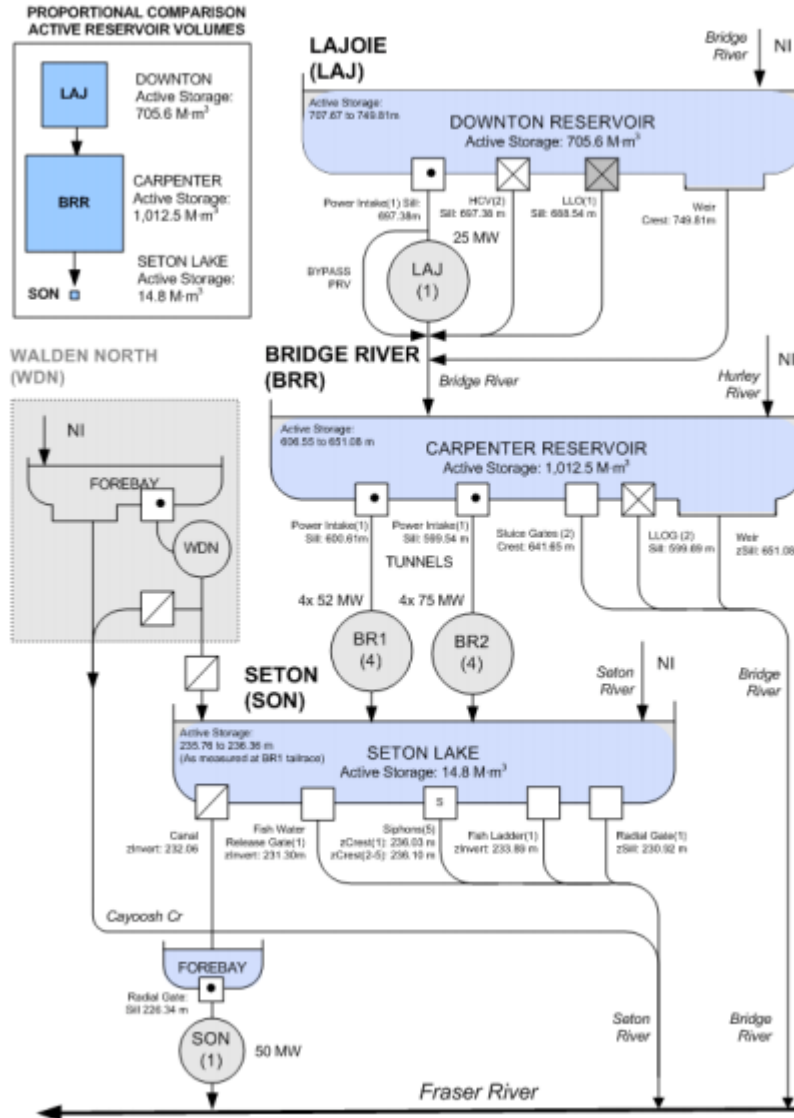 PROPORTIONAL COMPARISON
ACTIVE RESERVOIR VOLUMES
LAJ
DOWNTON
Active Storage:
705.6 M·m³
BRR
CARPENTER
Active Storage:
1,012.5 M·m³
SON
SETON LAKE
Active Storage:
14.8 M·m³
LAJOIE
(LAJ)
Bridge
River
NI
Active Storage:
707.67 to 749.81m
DOWNTON RESERVOIR
Active Storage: 705.6 M·m³
Power Intake(1) Sill:
697.38m
HCV(2)
Sill: 697.38 m
LLO(1)
Sill: 688.54 m
Weir
Crest: 749.81m
25 MW
BYPASS
PRV
LAJ
(1)
WALDEN NORTH
(WDN)
NI
FOREBAY
WDN
BRIDGE RIVER
(BRR)
Bridge River
Hurley
River
NI
Active Storage:
606.55 to 651.08 m
CARPENTER RESERVOIR
Active Storage: 1,012.5 M·m³
Power Intake(1)
Sill: 600.61m
Power Intake(1)
Sill: 599.54 m
Sluice Gates (2)
Crest: 641.65 m
LLOG (2)
Sill: 599.69 m
Weir
zSill: 651.08
TUNNELS
4x 52 MW
4x 75 MW
BR1
(4)
BR2
(4)
SETON
(SON)
Seton
River
NI
Bridge
River
Active Storage:
235.76 to 236.36 m
(As measured at BR1 tailrace)
SETON LAKE
Active Storage: 14.8 M·m³
S
Canal
zInvert: 232.06
Fish Water
Release Gate(1)
zInvert: 231.30m
Siphons(5)
zCrest(1): 236.03 m
zCrest(2-5): 236.10 m
Fish Ladder(1)
zInvert: 233.89 m
Radial Gate(1)
zSill: 230.92 m
Cayoosh Cr
FOREBAY
Radial Gate:
Sill 226.34 m
SON
(1)
50 MW
Seton
River
Bridge
River
Fraser River